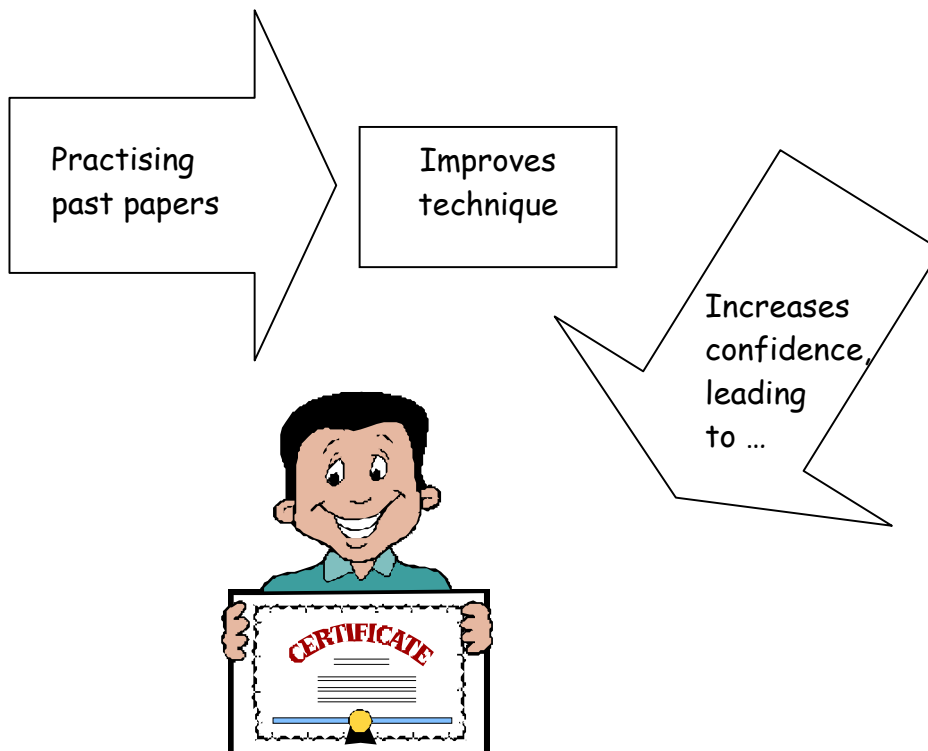 Practising
past papers
Improves
technique
Increases
confidence,
leading
to …
CERTIFICATE